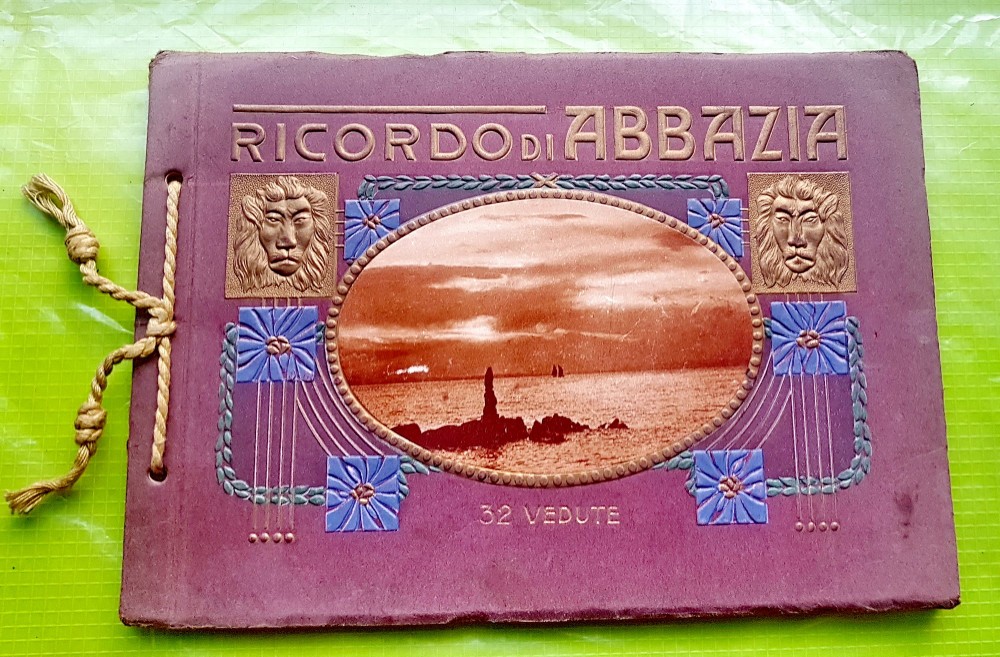 RICORDO DI ABBAZIA
32 VEDUTE